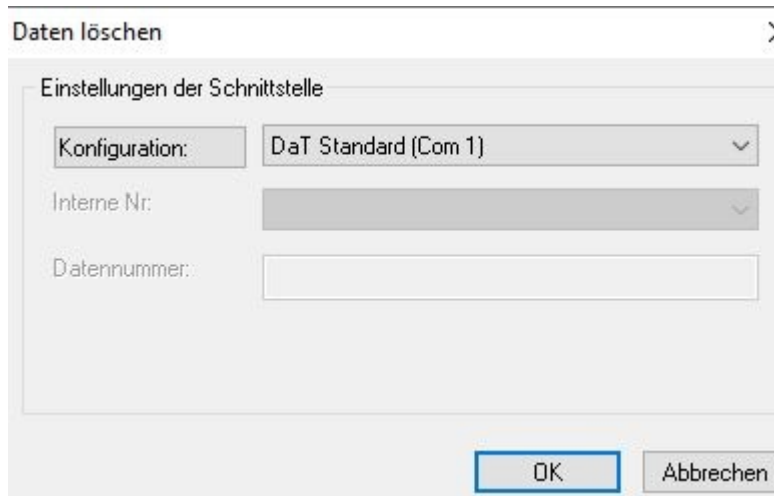 Daten löschen
Einstellungen der Schnittstelle
Konfiguration: DaT Standard (Com 1)
Interne Nr:
Datennummer:
OK Abbrechen